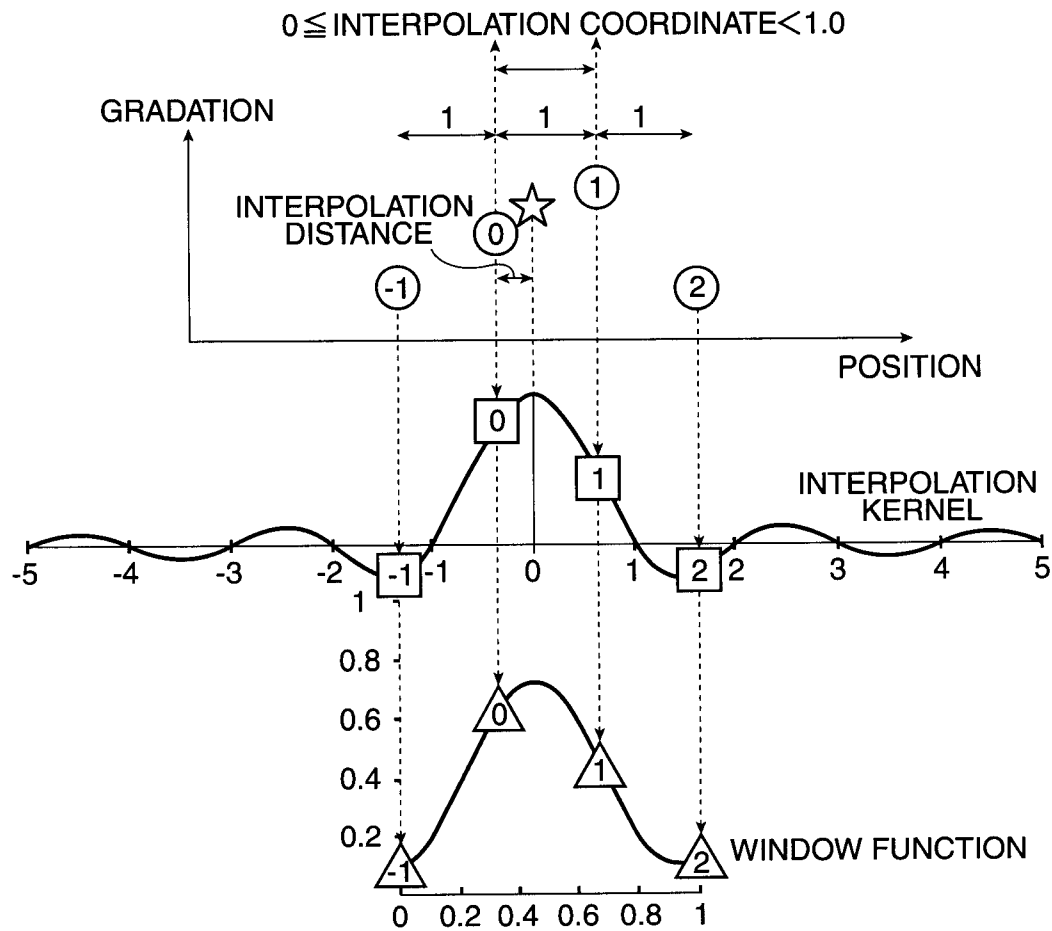 0≦INTERPOLATION COORDINATE<1.0
GRADATION
1 1 1
1
INTERPOLATION
DISTANCE
0
-1 2
POSITION
0
1
INTERPOLATION
KERNEL
-5 -4 -3 -2 -1 -1 0 1 2 2 3 4 5
1
0.8
0.6
0
0.4
1
0.2
-1 2 WINDOW FUNCTION
0 0.2 0.4 0.6 0.8 1